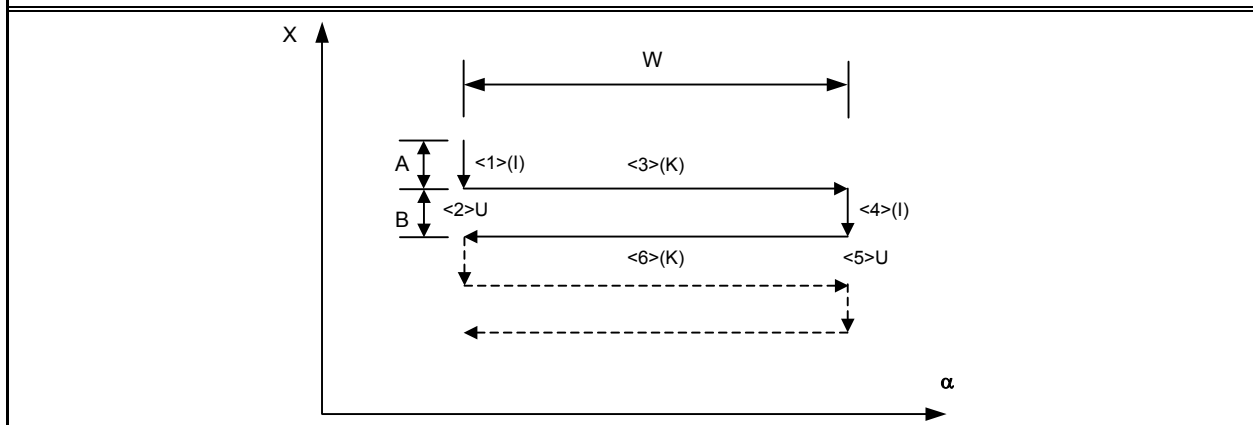 X
W
A
<1>(I)
<3>(K)
B
<2>U
<4>(I)
<6>(K)
<5>U
α